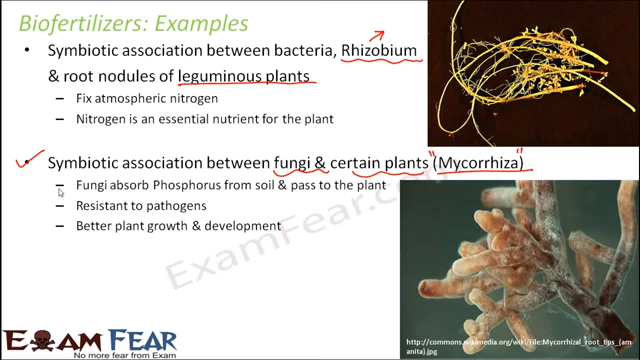 Biofertilizers: Examples
• Symbiotic association between bacteria, Rhizobium
& root nodules of leguminous plants
– Fix atmospheric nitrogen
– Nitrogen is an essential nutrient for the plant
• Symbiotic association between fungi & certain plants "(Mycorrhiza")
– Fungi absorb Phosphorus from soil & pass to the plant
– Resistant to pathogens
– Better plant growth & development
ExamFear.com
EXAM FEAR
No more fear from Exam
http://commons.wikimedia.org/wiki/File:Mycorrhizal_root_tips_(am
anita).jpg